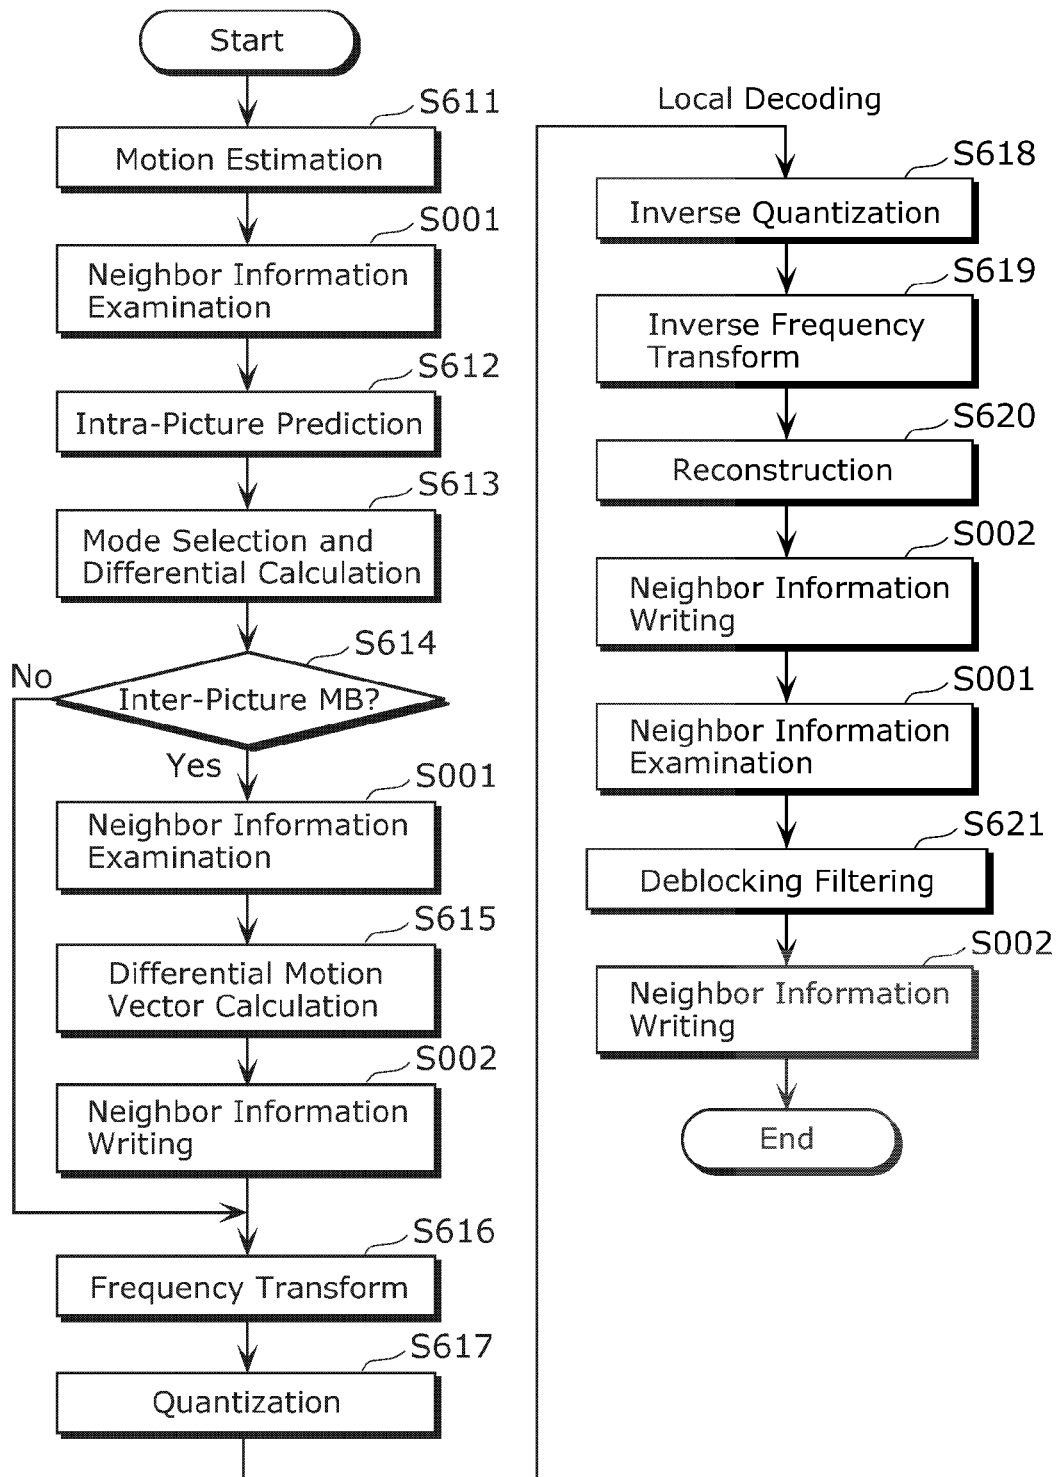 Start
S611
Motion Estimation
S001
Neighbor Information
Examination
S612
Intra-Picture Prediction
S613
Mode Selection and
Differential Calculation
S614
No
Inter-Picture MB?
Yes
S001
Neighbor Information
Examination
S615
Differential Motion
Vector Calculation
S002
Neighbor Information
Writing
S616
Frequency Transform
S617
Quantization
Local Decoding
S618
Inverse Quantization
S619
Inverse Frequency
Transform
S620
Reconstruction
S002
Neighbor Information
Writing
S001
Neighbor Information
Examination
S621
Deblocking Filtering
S002
Neighbor Information
Writing
End